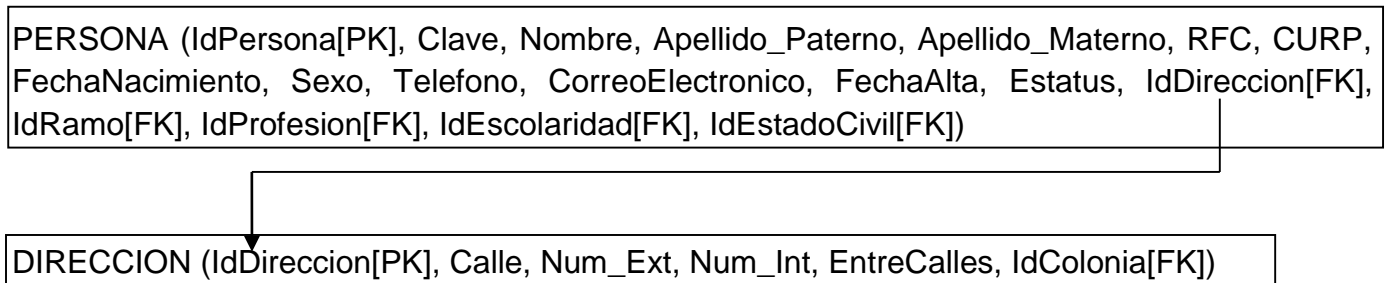 PERSONA (IdPersona[PK], Clave, Nombre, Apellido_Paterno, Apellido_Materno, RFC, CURP,
FechaNacimiento, Sexo, Telefono, CorreoElectronico, FechaAlta, Estatus, IdDireccion[FK],
IdRamo[FK], IdProfesion[FK], IdEscolaridad[FK], IdEstadoCivil[FK])
DIRECCION (IdDireccion[PK], Calle, Num_Ext, Num_Int, EntreCalles, IdColonia[FK])